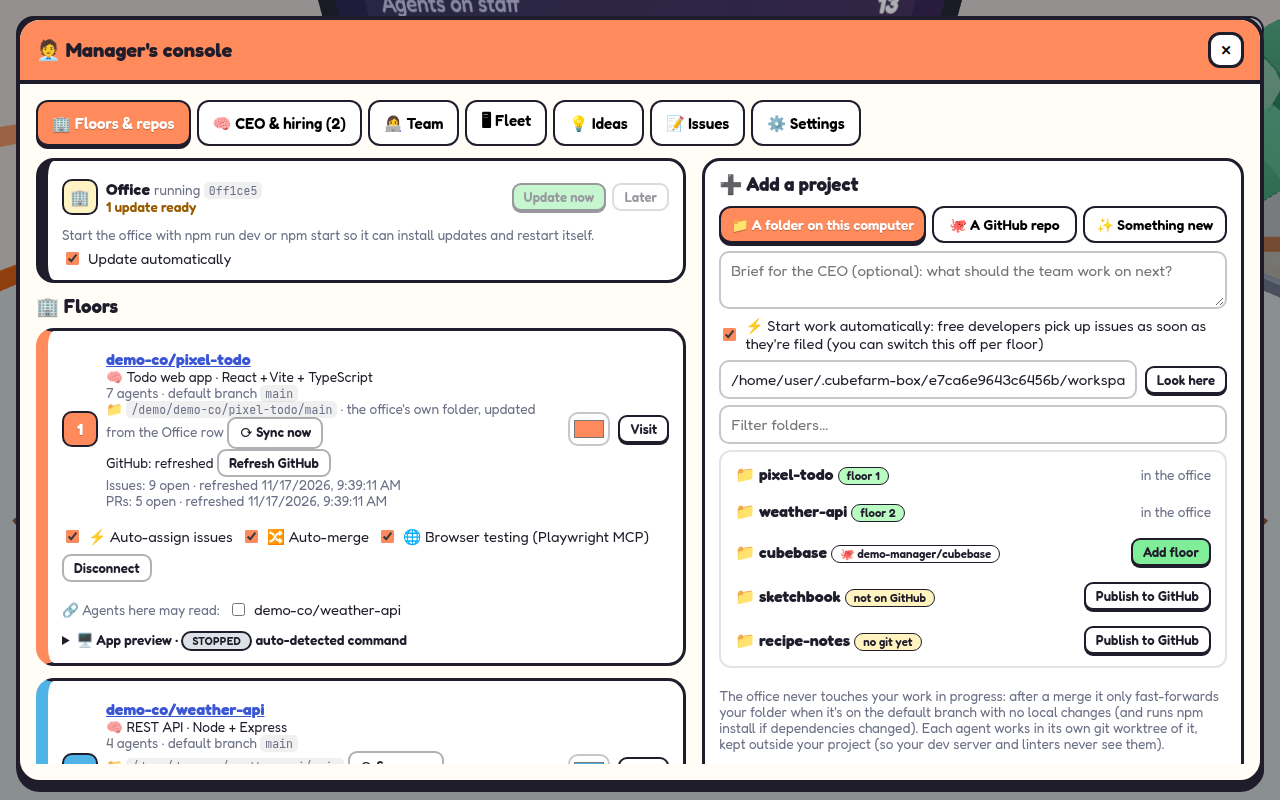 Agents on staff 13
Manager's console
×
Floors & repos
CEO & hiring (2)
Team
Fleet
Ideas
Issues
Settings
Office running 0ff1ce5
1 update ready
Update now
Later
Start the office with npm run dev or npm start so it can install updates and restart itself.
Update automatically
Floors
demo-co/pixel-todo
Todo web app · React + Vite + TypeScript
7 agents · default branch main
/demo/demo-co/pixel-todo/main · the office's own folder, updated
from the Office row ⟳ Sync now
1
Visit
GitHub: refreshed Refresh GitHub
Issues: 9 open · refreshed 11/17/2026, 9:39:11 AM
PRs: 5 open · refreshed 11/17/2026, 9:39:11 AM
Auto-assign issues
Auto-merge
Browser testing (Playwright MCP)
Disconnect
Agents here may read: demo-co/weather-api
App preview · STOPPED auto-detected command
demo-co/weather-api
REST API · Node + Express
4 agents · default branch main
Add a project
A folder on this computer
A GitHub repo
Something new
Brief for the CEO (optional): what should the team work on next?
Start work automatically: free developers pick up issues as soon as
they're filed (you can switch this off per floor)
/home/user/.cubefarm-box/e7ca6e9643c6456b/workspa
Look here
Filter folders...
pixel-todo floor 1 in the office
weather-api floor 2 in the office
cubebase demo-manager/cubebase Add floor
sketchbook not on GitHub Publish to GitHub
recipe-notes no git yet Publish to GitHub
The office never touches your work in progress: after a merge it only fast-forwards
your folder when it's on the default branch with no local changes (and runs npm
install if dependencies changed). Each agent works in its own git worktree of it,
kept outside your project (so your dev server and linters never see them).